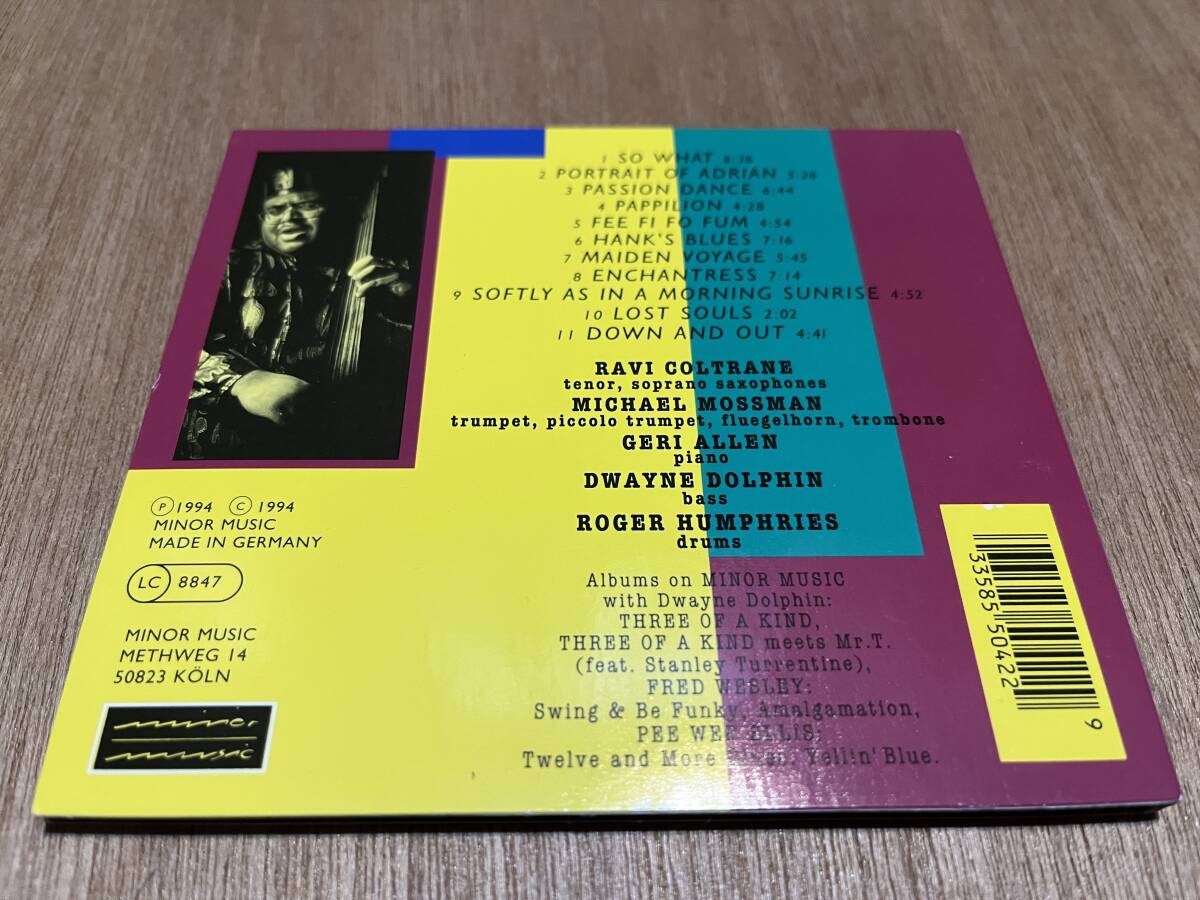 1 SO WHAT 8:38
2 PORTRAIT OF ADRIAN 5:28
3 PASSION DANCE 6:44
4 PAPPILION 4:28
5 FEE FI FO FUM 4:54
6 HANK'S BLUES 7:16
7 MAIDEN VOYAGE 5:45
8 ENCHANTRESS 7:14
9 SOFTLY AS IN A MORNING SUNRISE 4:52
10 LOST SOULS 2:02
11 DOWN AND OUT 4:41
RAVI COLTRANE
tenor, soprano saxophones
MICHAEL MOSSMAN
trumpet, piccolo trumpet, fluegelhorn, trombone
GERI ALLEN
piano
DWAYNE DOLPHIN
bass
ROGER HUMPHRIES
drums
Albums on MINOR MUSIC
with Dwayne Dolphin:
THREE OF A KIND,
THREE OF A KIND meets Mr.T.
(feat. Stanley Turrentine),
FRED WESLEY:
Swing & Be Funky, Amalgamation,
PEE WEE ELLIS:
Twelve and More Yellin' Blue.
Ⓟ 1994 © 1994
MINOR MUSIC
MADE IN GERMANY
LC 8847
MINOR MUSIC
METHWEG 14
50823 KÖLN
minor
music
33585 50422 9